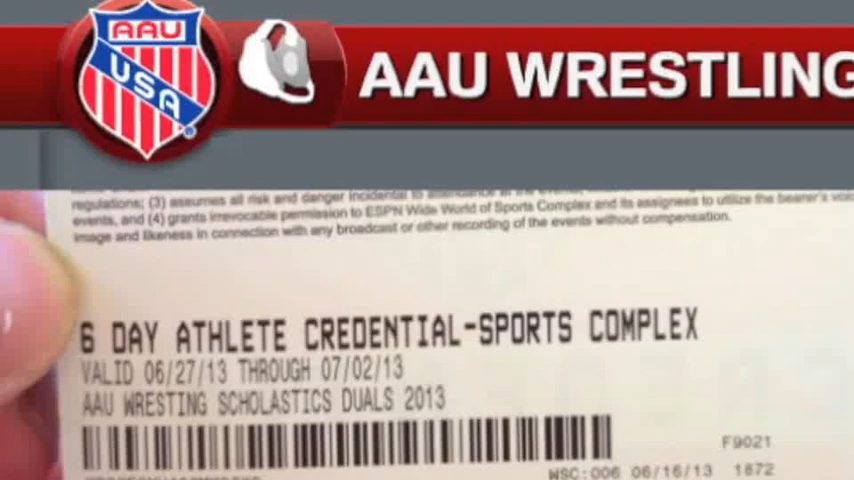 AAU
USA
AAU WRESTLING
regulations; (3) assumes all risk and danger incidental to attendance at the
events, and (4) grants irrevocable permission to ESPN Wide World of Sports Complex and its assignees to utilize the bearer's
image and likeness in connection with any broadcast or other recording of the events without compensation.
6 DAY ATHLETE CREDENTIAL-SPORTS COMPLEX
VALID 06/27/13 THROUGH 07/02/13
AAU WRESTING SCHOLASTICS DUALS 2013
F9021
WSC:006 06/16/13 1872